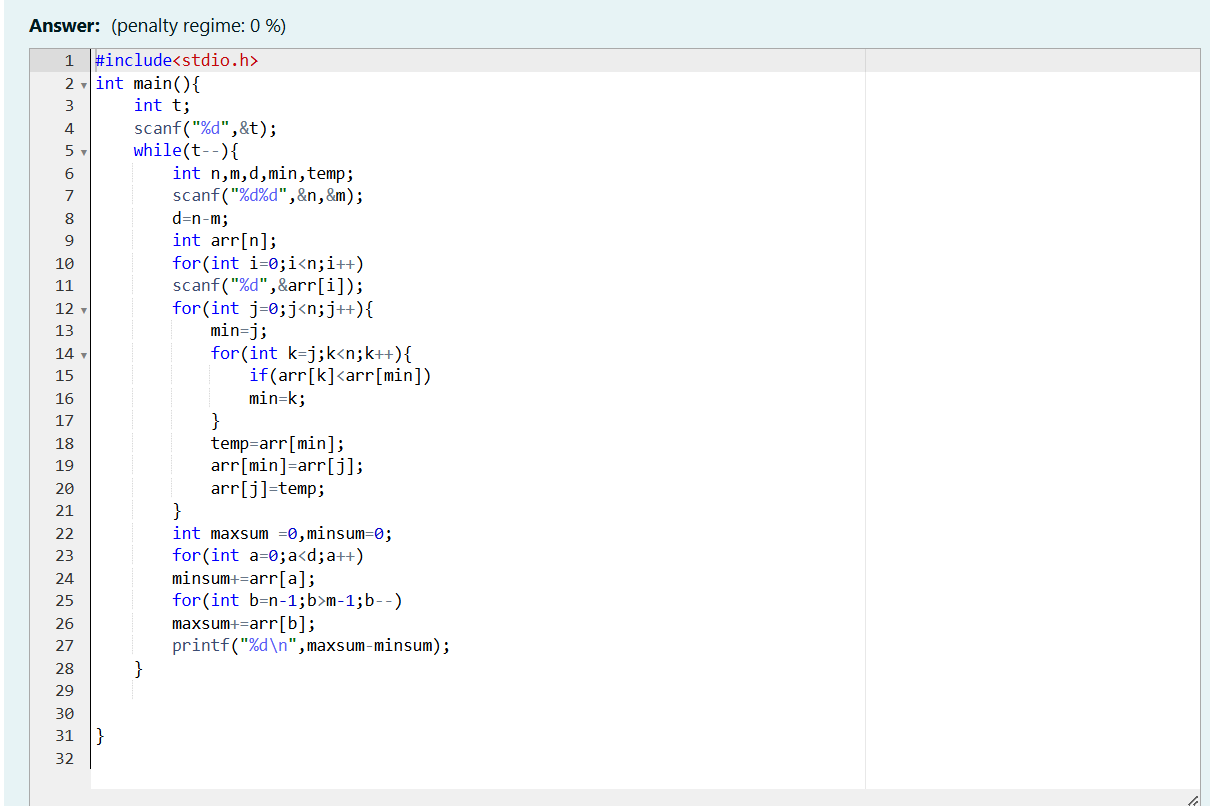 Answer: (penalty regime: 0 %)
1 #include<stdio.h>
2 int main(){
3     int t;
4     scanf("%d",&t);
5     while(t--){
6         int n,m,d,min,temp;
7         scanf("%d%d",&n,&m);
8         d=n-m;
9         int arr[n];
10         for(int i=0;i<n;i++)
11         scanf("%d",&arr[i]);
12         for(int j=0;j<n;j++){
13             min=j;
14             for(int k=j;k<n;k++){
15                 if(arr[k]<arr[min])
16                 min=k;
17             }
18             temp=arr[min];
19             arr[min]=arr[j];
20             arr[j]=temp;
21         }
22         int maxsum =0,minsum=0;
23         for(int a=0;a<d;a++)
24         minsum+=arr[a];
25         for(int b=n-1;b>m-1;b--)
26         maxsum+=arr[b];
27         printf("%d\n",maxsum-minsum);
28     }
29
30
31 }
32